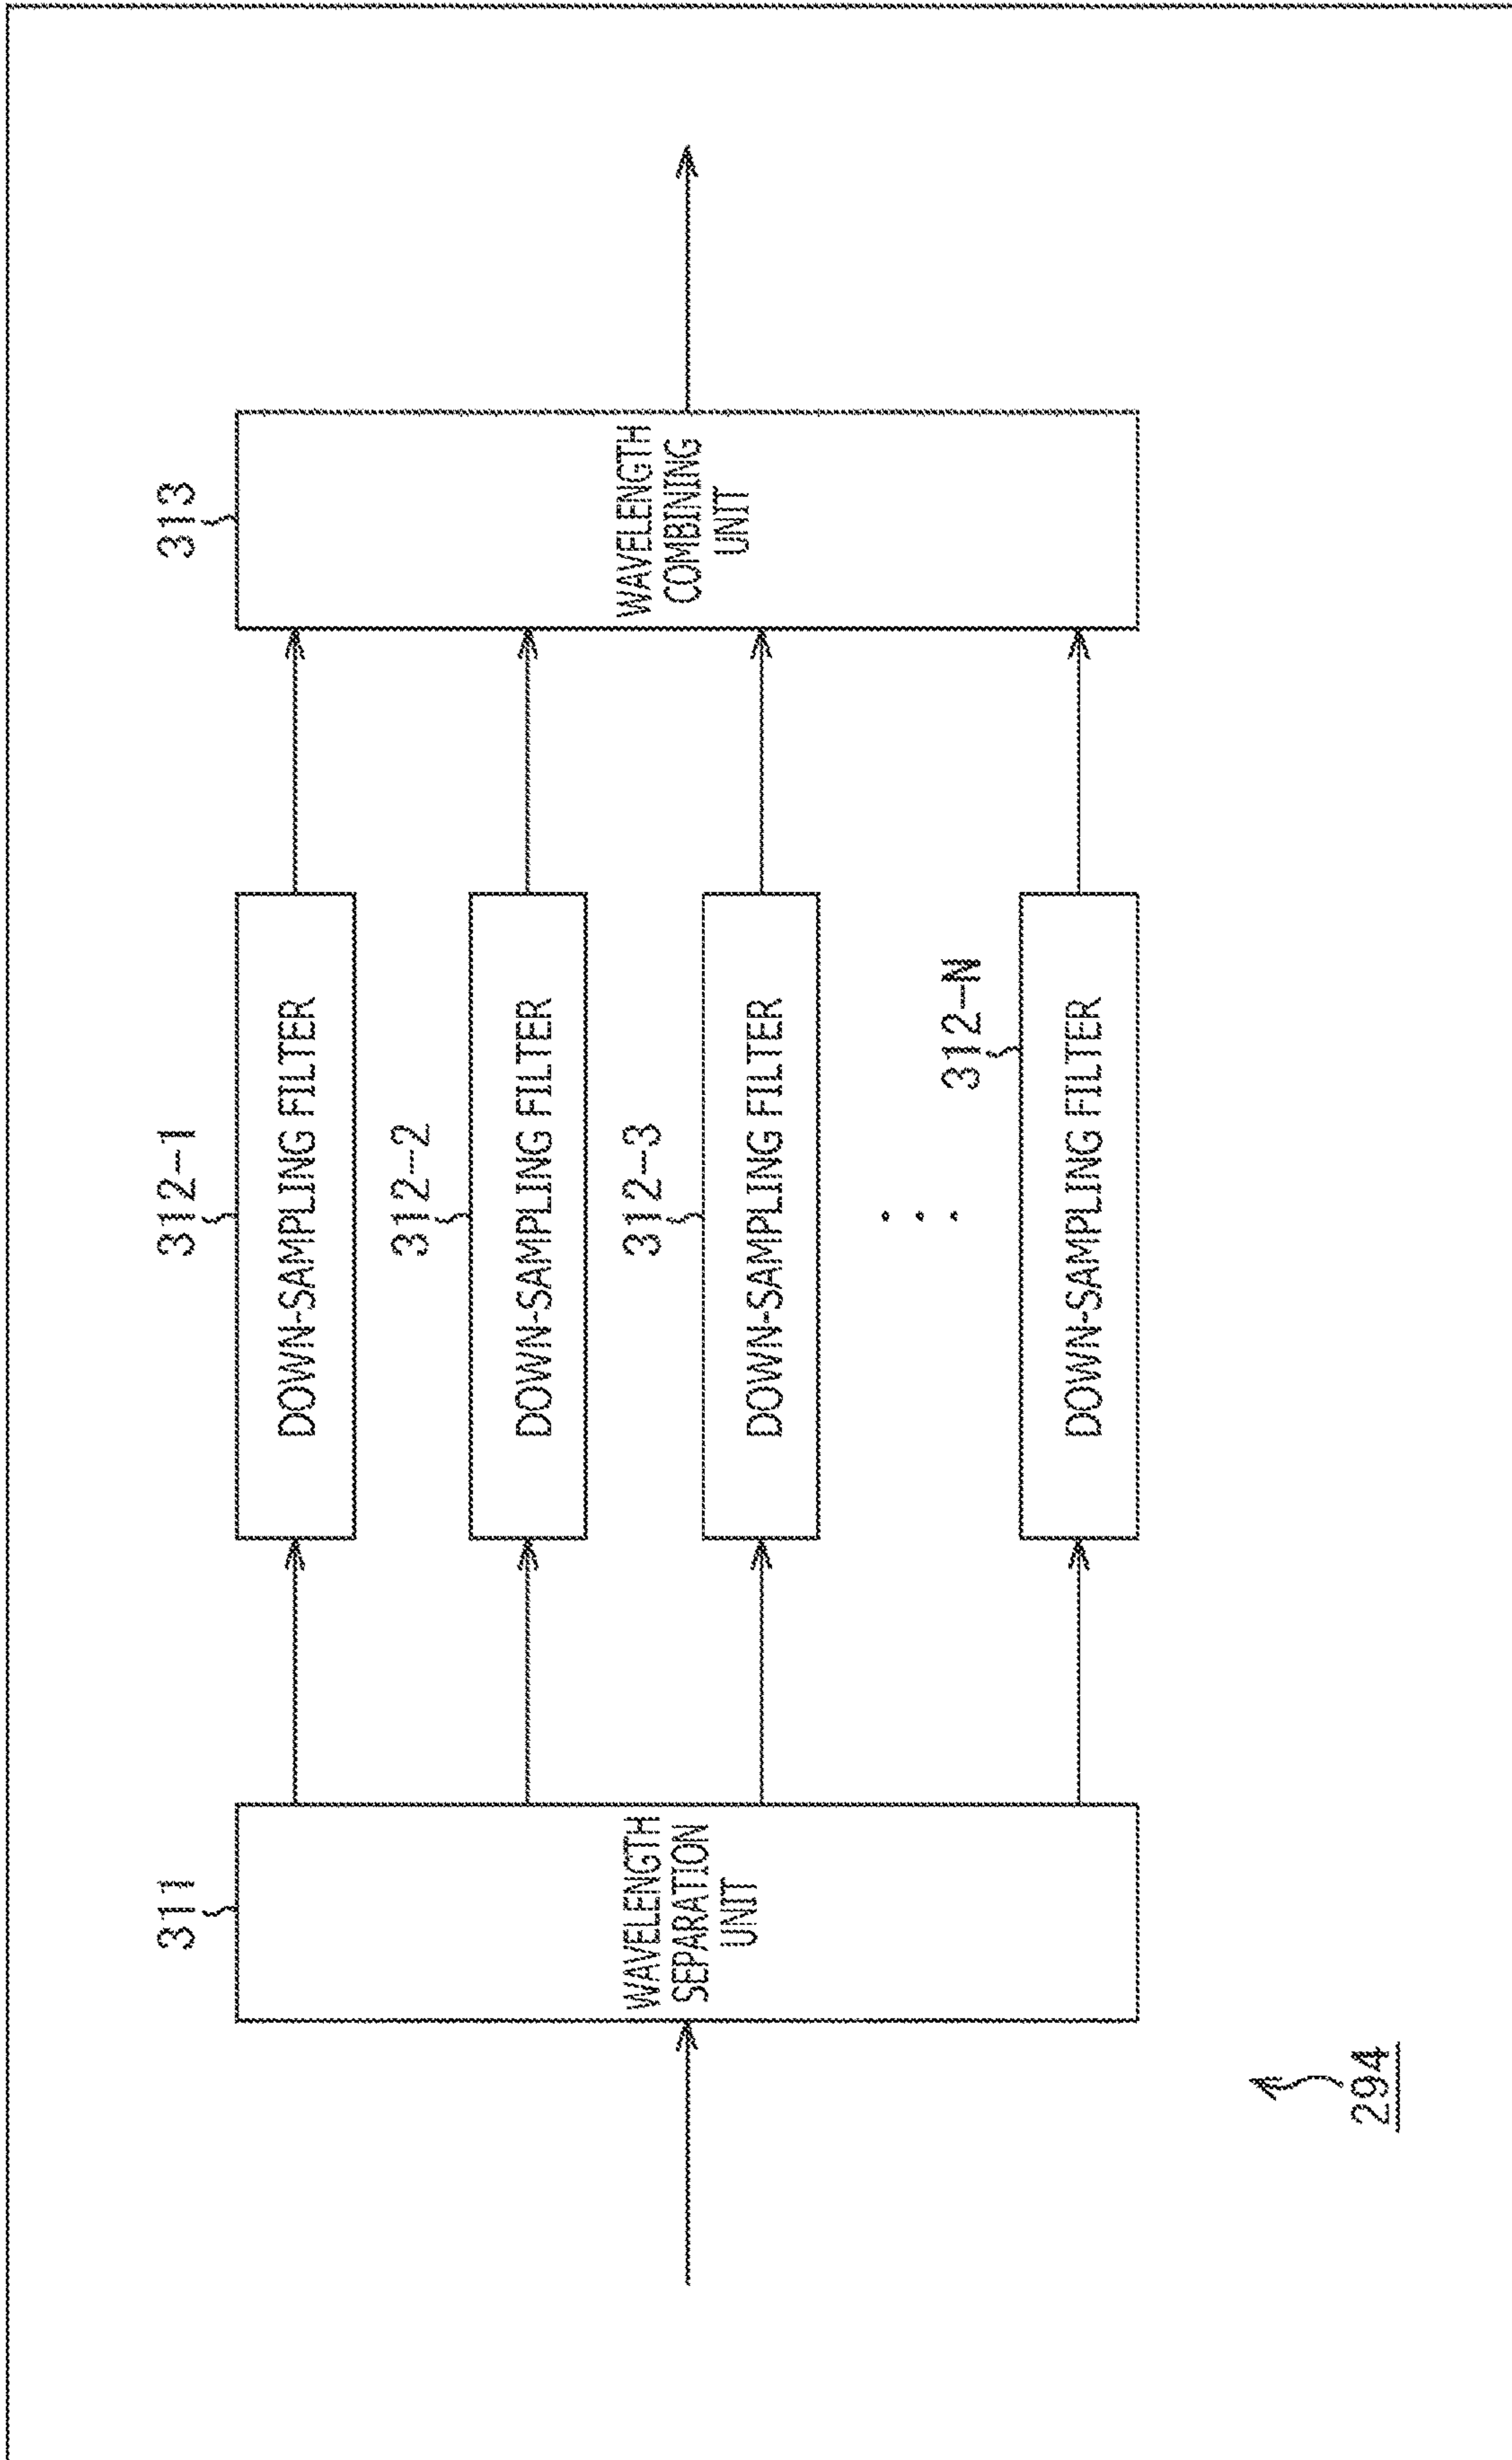 311
WAVELENGTH
SEPARATION
UNIT
312-1
DOWN-SAMPLING FILTER
312-2
DOWN-SAMPLING FILTER
312-3
DOWN-SAMPLING FILTER
312-N
DOWN-SAMPLING FILTER
313
WAVELENGTH
COMBINING
UNIT
294